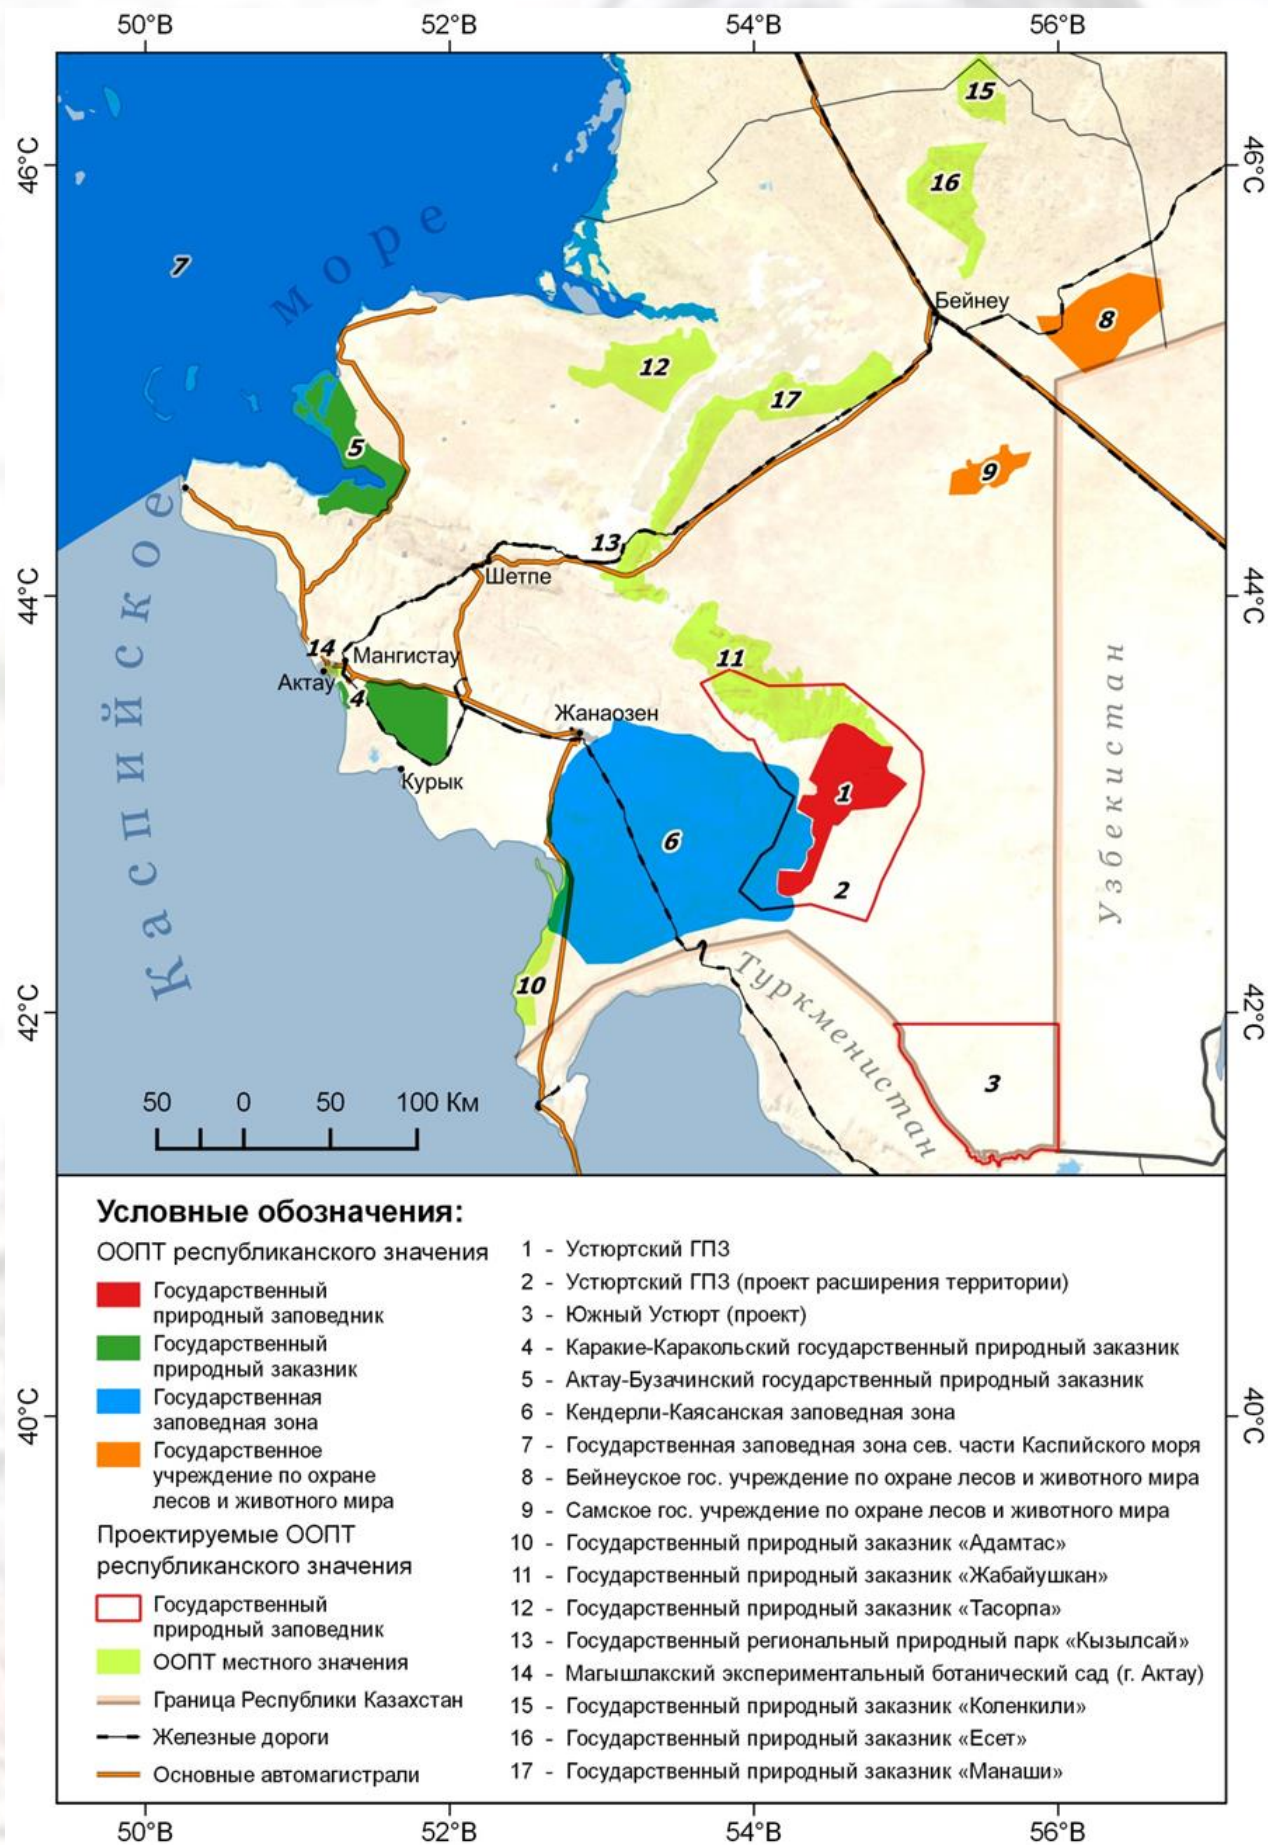 50°В 52°В 54°В 56°В
46°С
46°С
44°С
44°С
42°С
42°С
40°С
40°С
Каспийское
море
Узбекистан
Туркменистан
15
16
7
Бейнеу
8
12
17
5
9
13
Шетпе
14
Мангистау
11
Актау
4
Жанаозен
Курык
1
6
2
10
3
50 0 50 100 Км
Условные обозначения:
ООПТ республиканского значения
Государственный
природный заповедник
Государственный
природный заказник
Государственная
заповедная зона
Государственное
учреждение по охране
лесов и животного мира
Проектируемые ООПТ
республиканского значения
Государственный
природный заповедник
ООПТ местного значения
Граница Республики Казахстан
Железные дороги
Основные автомагистрали
1 - Устюртский ГПЗ
2 - Устюртский ГПЗ (проект расширения территории)
3 - Южный Устюрт (проект)
4 - Каракие-Каракольский государственный природный заказник
5 - Актау-Бузачинский государственный природный заказник
6 - Кендерли-Каясанская заповедная зона
7 - Государственная заповедная зона сев. части Каспийского моря
8 - Бейнеуское гос. учреждение по охране лесов и животного мира
9 - Самское гос. учреждение по охране лесов и животного мира
10 - Государственный природный заказник «Адамтас»
11 - Государственный природный заказник «Жабайушкан»
12 - Государственный природный заказник «Тасорпа»
13 - Государственный региональный природный парк «Кызылсай»
14 - Магышлакский экспериментальный ботанический сад (г. Актау)
15 - Государственный природный заказник «Коленкили»
16 - Государственный природный заказник «Есет»
17 - Государственный природный заказник «Манаши»
50°В 52°В 54°В 56°В